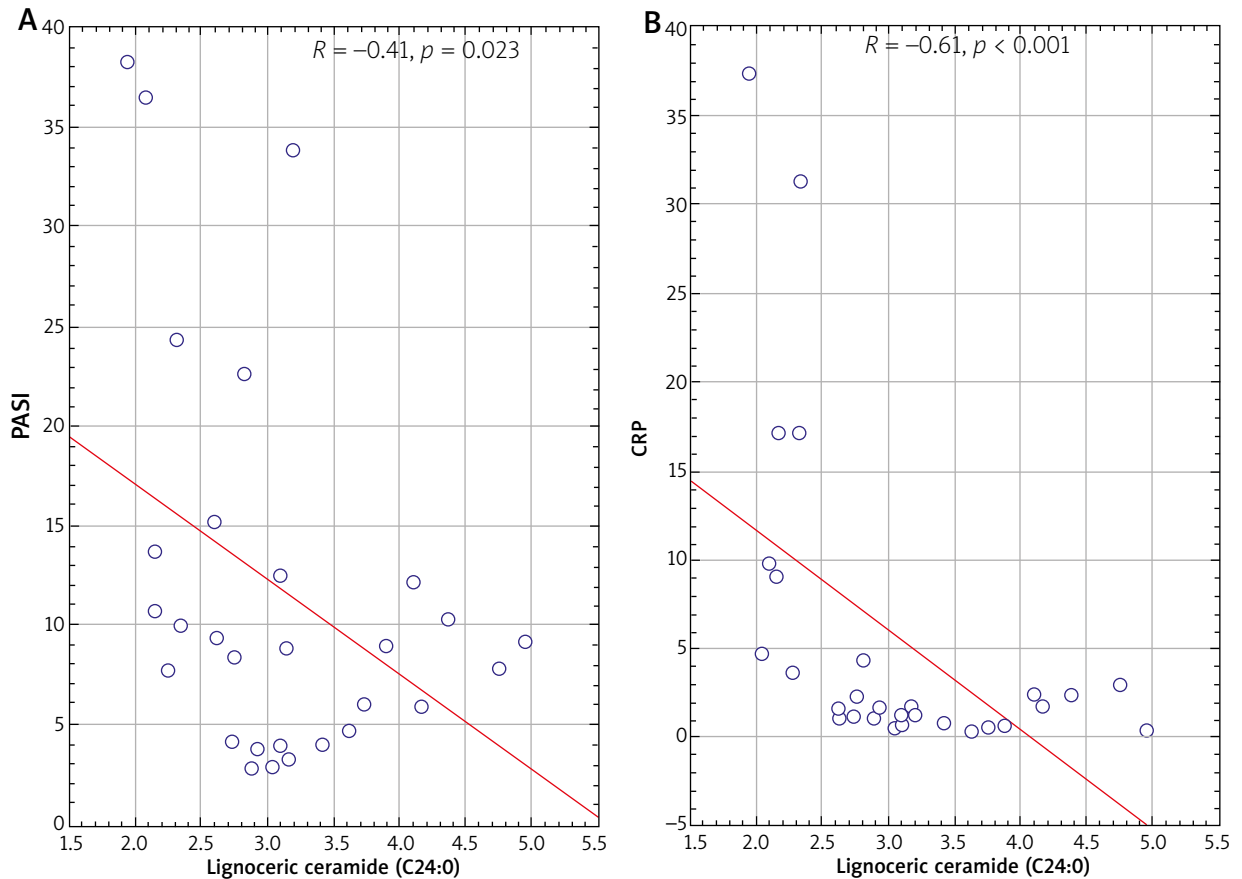 A
R = –0.41, p = 0.023
40
35
30
25
20
15
10
5
0
PASI
1.5 2.0 2.5 3.0 3.5 4.0 4.5 5.0 5.5
Lignoceric ceramide (C24:0)
B
R = –0.61, p < 0.001
40
35
30
25
20
15
10
5
0
–5
CRP
1.5 2.0 2.5 3.0 3.5 4.0 4.5 5.0 5.5
Lignoceric ceramide (C24:0)